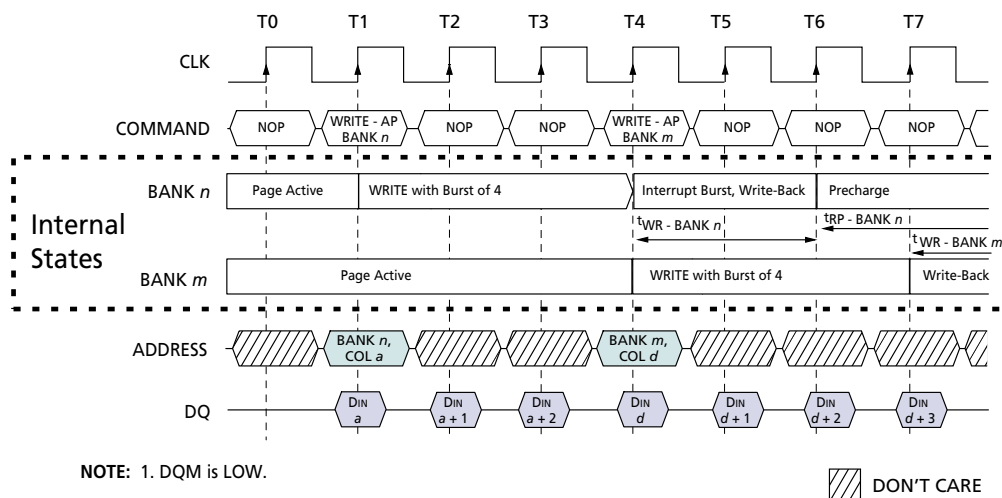 T0 T1 T2 T3 T4 T5 T6 T7
CLK
COMMAND NOP WRITE - AP BANK n NOP NOP WRITE - AP BANK m NOP NOP NOP
Internal States
BANK n Page Active WRITE with Burst of 4 Interrupt Burst, Write-Back Precharge
tWR - BANK n tRP - BANK n
tWR - BANK m
BANK m Page Active WRITE with Burst of 4 Write-Back
ADDRESS BANK n, COL a BANK m, COL d
DQ DIN a DIN a + 1 DIN a + 2 DIN d DIN d + 1 DIN d + 2 DIN d + 3
NOTE: 1. DQM is LOW.
DON'T CARE